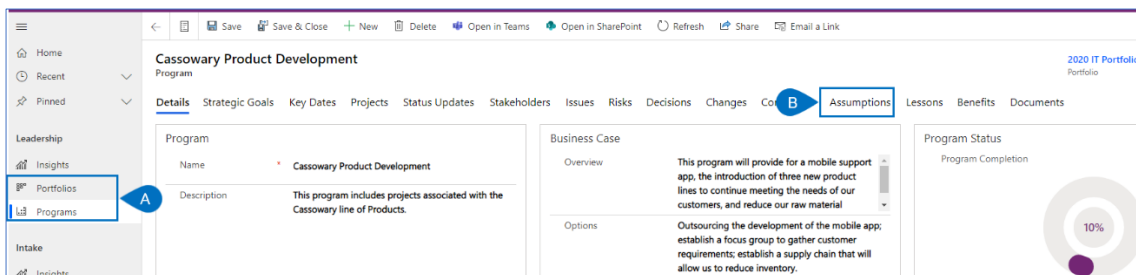 Save Save & Close New Delete Open in Teams Open in SharePoint Refresh Share Email a Link
Home
Recent
Pinned
Leadership
Insights
Portfolios
Programs
A
Intake
Insights
Cassowary Product Development
Program
2020 IT Portfolio
Portfolio
Details Strategic Goals Key Dates Projects Status Updates Stakeholders Issues Risks Decisions Changes Co B Assumptions Lessons Benefits Documents
Program
Name * Cassowary Product Development
Description This program includes projects associated with the
Cassowary line of Products.
Business Case
Overview This program will provide for a mobile support
app, the introduction of three new product
lines to continue meeting the needs of our
customers, and reduce our raw material
Options Outsourcing the development of the mobile app;
establish a focus group to gather customer
requirements; establish a supply chain that will
allow us to reduce inventory.
Program Status
Program Completion
10%